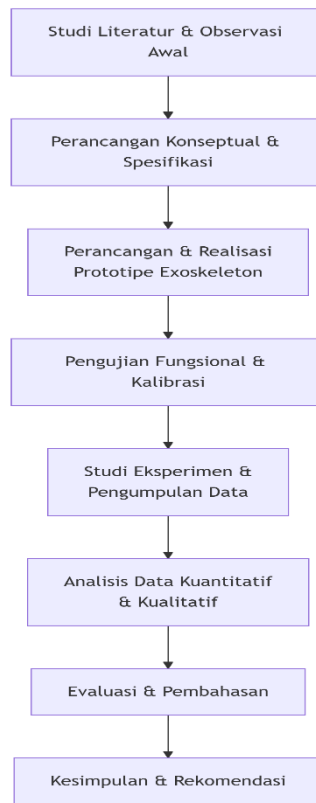 Studi Literatur & Observasi
Awal
Perancangan Konseptual &
Spesifikasi
Perancangan & Realisasi
Prototipe Exoskeleton
Pengujian Fungsional &
Kalibrasi
Studi Eksperimen &
Pengumpulan Data
Analisis Data Kuantitatif
& Kualitatif
Evaluasi & Pembahasan
Kesimpulan & Rekomendasi